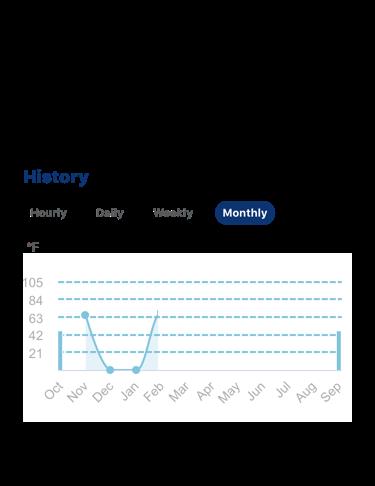 History
Hourly Daily Weekly Monthly
°F
105
84
63
42
21
Oct Nov Dec Jan Feb Mar Apr May Jun Jul Aug Sep